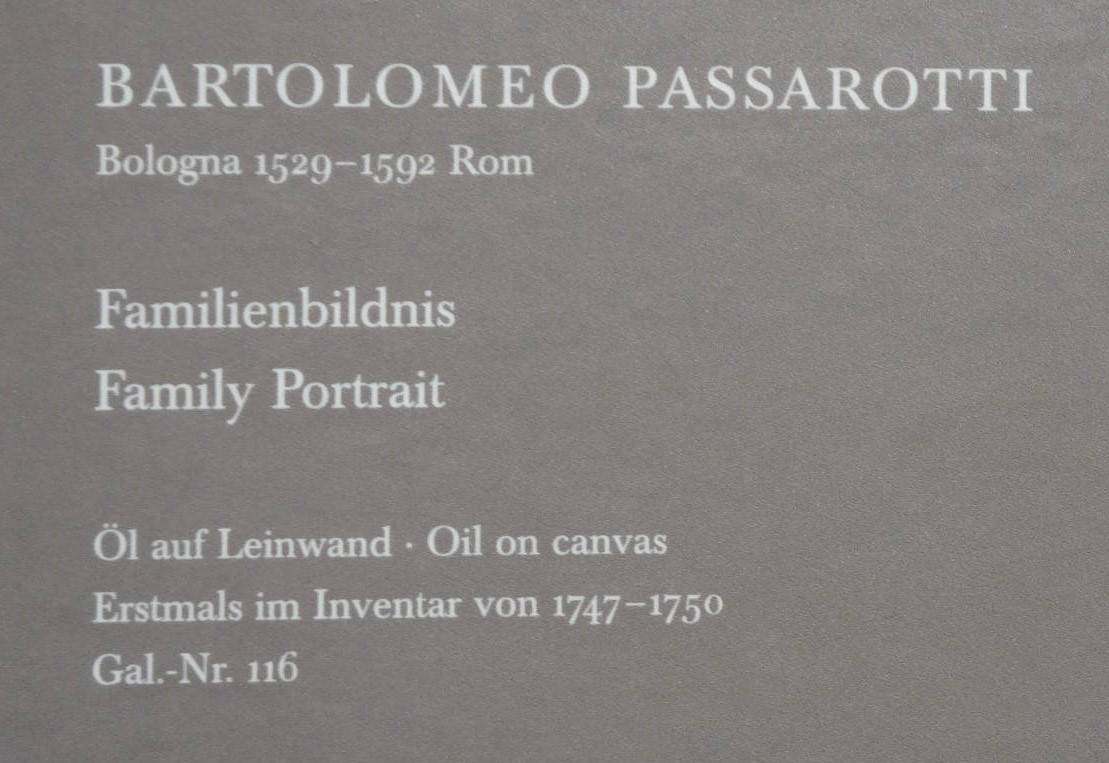 BARTOLOMEO PASSAROTTI
Bologna 1529–1592 Rom
Familienbildnis
Family Portrait
Öl auf Leinwand · Oil on canvas
Erstmals im Inventar von 1747–1750
Gal.-Nr. 116